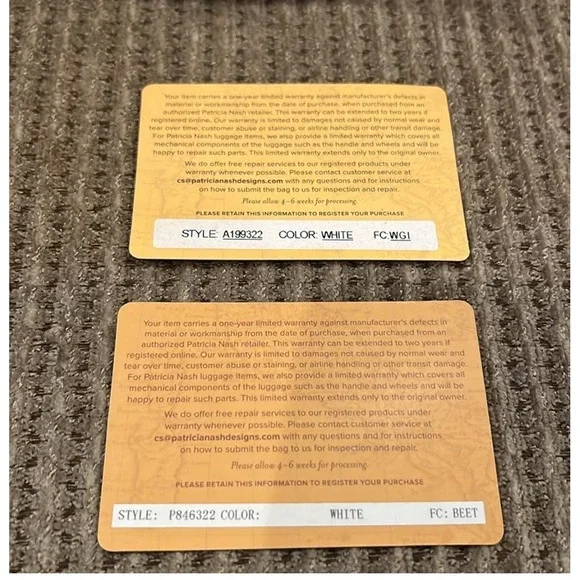 Your item carries a one-year limited warranty against manufacturer's defects in
material or workmanship from the date of purchase, when purchased from an
authorized Patricia Nash retailer. This warranty can be extended to two years if
registered online. Our warranty is limited to damages not caused by normal wear and
tear over time, customer abuse or staining, or airline handling or other transit damage.
For Patricia Nash luggage items, we also provide a limited warranty which covers all
mechanical components of the luggage such as the handle and wheels and will be
happy to repair such parts. This limited warranty extends only to the original owner.
We do offer free repair services to our registered products under
warranty whenever possible. Please contact customer service at
cs@patricianashdesigns.com with any questions and for instructions
on how to submit the bag to us for inspection and repair.
Please allow 4-6 weeks for processing.
PLEASE RETAIN THIS INFORMATION TO REGISTER YOUR PURCHASE
STYLE: A199322 COLOR: WHITE FC:WGI
Your item carries a one-year limited warranty against manufacturer's defects in
material or workmanship from the date of purchase, when purchased from an
authorized Patricia Nash retailer. This warranty can be extended to two years if
registered online. Our warranty is limited to damages not caused by normal wear and
tear over time, customer abuse or staining, or airline handling or other transit damage.
For Patricia Nash luggage items, we also provide a limited warranty which covers all
mechanical components of the luggage such as the handle and wheels and will be
happy to repair such parts. This limited warranty extends only to the original owner.
We do offer free repair services to our registered products under
warranty whenever possible. Please contact customer service at
cs@patricianashdesigns.com with any questions and for instructions
on how to submit the bag to us for inspection and repair.
Please allow 4-6 weeks for processing.
PLEASE RETAIN THIS INFORMATION TO REGISTER YOUR PURCHASE
STYLE: P846322 COLOR: WHITE FC: BEET